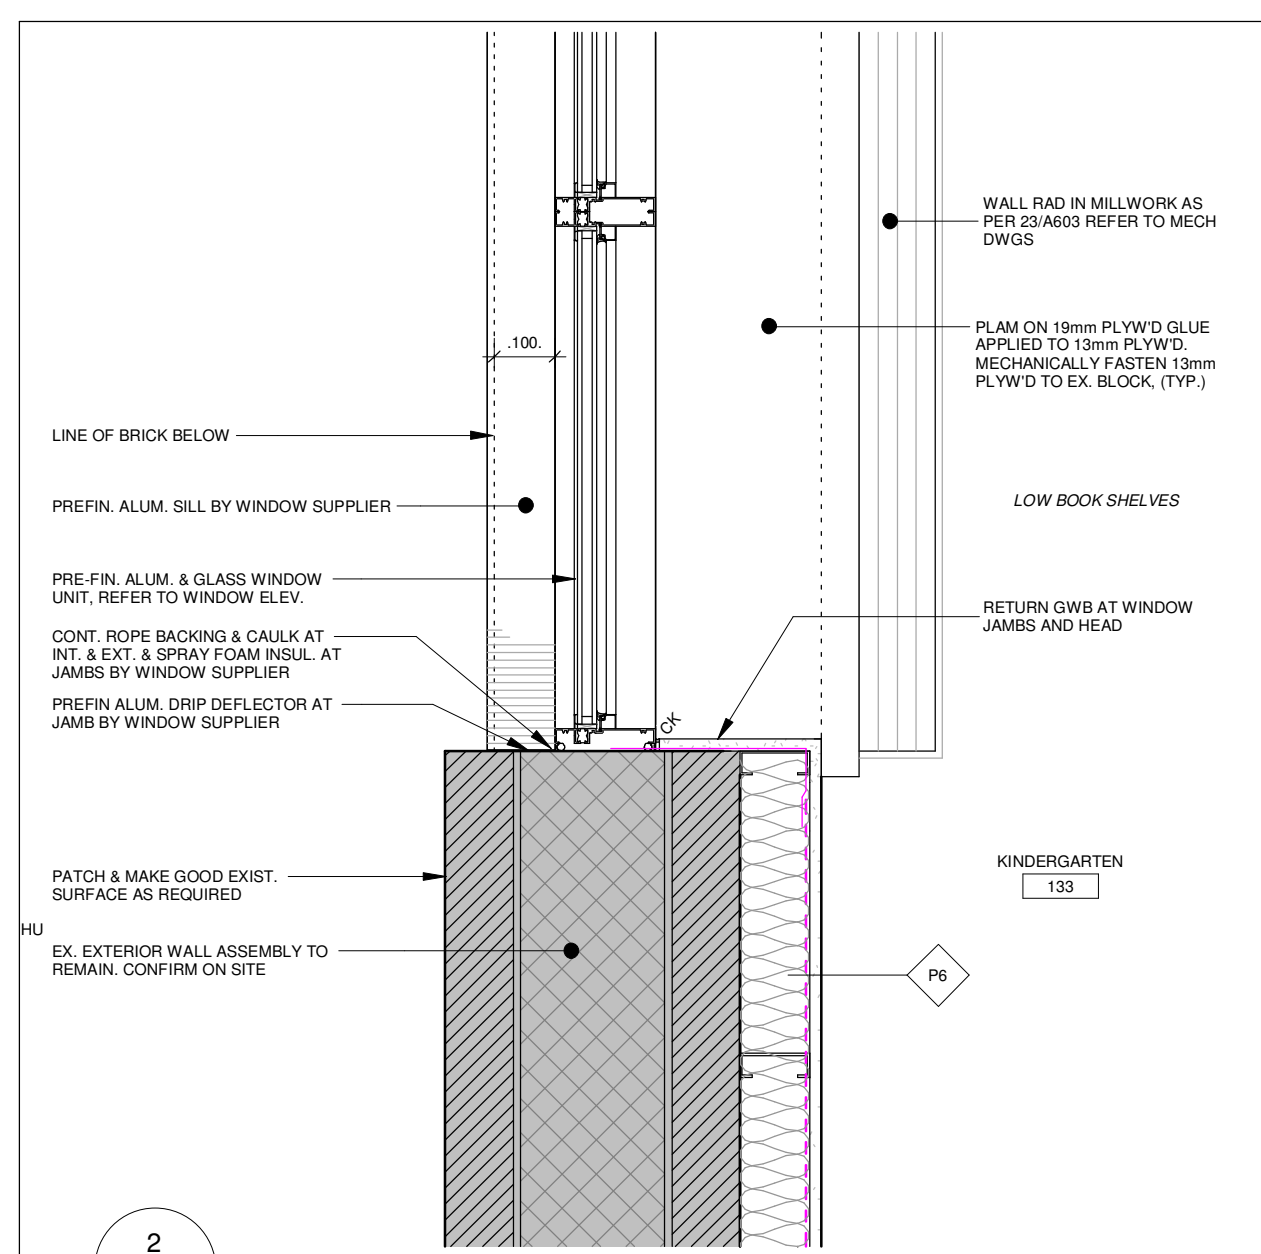 WALL RAD IN MILLWORK AS
PER 23/A603 REFER TO MECH
DWGS
.100.
PLAM ON 19mm PLYW'D GLUE
APPLIED TO 13mm PLYW'D.
MECHANICALLY FASTEN 13mm
PLYW'D TO EX. BLOCK, (TYP.)
LINE OF BRICK BELOW
PREFIN. ALUM. SILL BY WINDOW SUPPLIER
LOW BOOK SHELVES
PRE-FIN. ALUM. & GLASS WINDOW
UNIT, REFER TO WINDOW ELEV.
RETURN GWB AT WINDOW
JAMBS AND HEAD
CONT. ROPE BACKING & CAULK AT
INT. & EXT. & SPRAY FOAM INSUL. AT
JAMBS BY WINDOW SUPPLIER
PREFIN ALUM. DRIP DEFLECTOR AT
JAMB BY WINDOW SUPPLIER
CK
PATCH & MAKE GOOD EXIST.
SURFACE AS REQUIRED
KINDERGARTEN
133
HU
EX. EXTERIOR WALL ASSEMBLY TO
REMAIN. CONFIRM ON SITE
P6
2